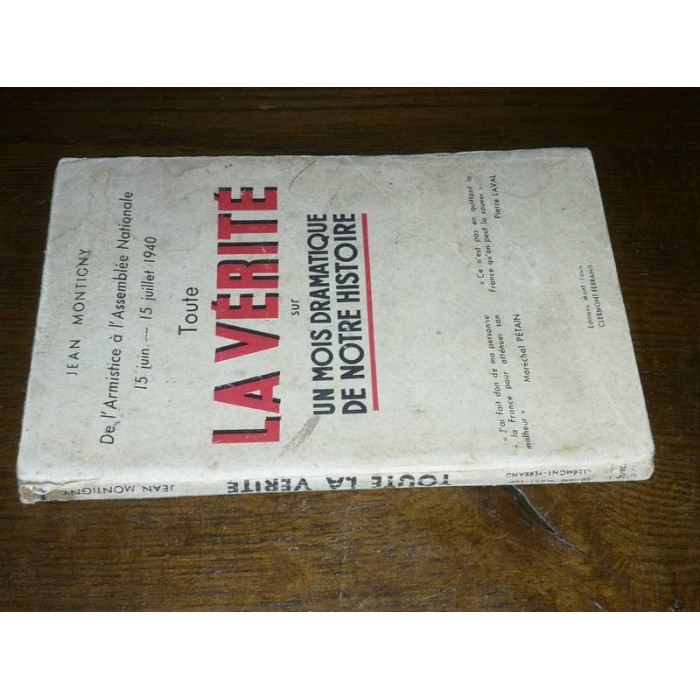 JEAN MONTIGNY
De l'Armistice à l'Assemblée Nationale
15 juin — 15 juillet 1940
Toute
LA VÉRITÉ
sur
UN MOIS DRAMATIQUE
DE NOTRE HISTOIRE
« J'ai fait don de ma personne
à la France pour atténuer son
malheur »
Maréchal PÉTAIN
« Ce n'est pas en quittant la
France qu'on peut la sauver »
Pierre LAVAL
Editions Mont-Louis
CLERMONT-FERRAND
JEAN MONTIGNY
TOUTE LA VÉRITÉ
CLERMONT-FERRAND